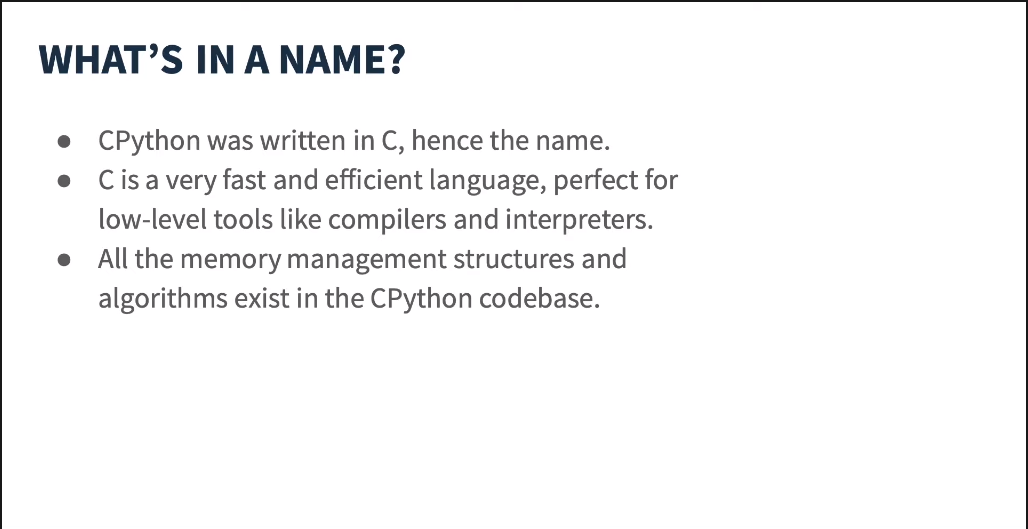 WHAT’S IN A NAME?
● CPython was written in C, hence the name.
● C is a very fast and efficient language, perfect for
low-level tools like compilers and interpreters.
● All the memory management structures and
algorithms exist in the CPython codebase.